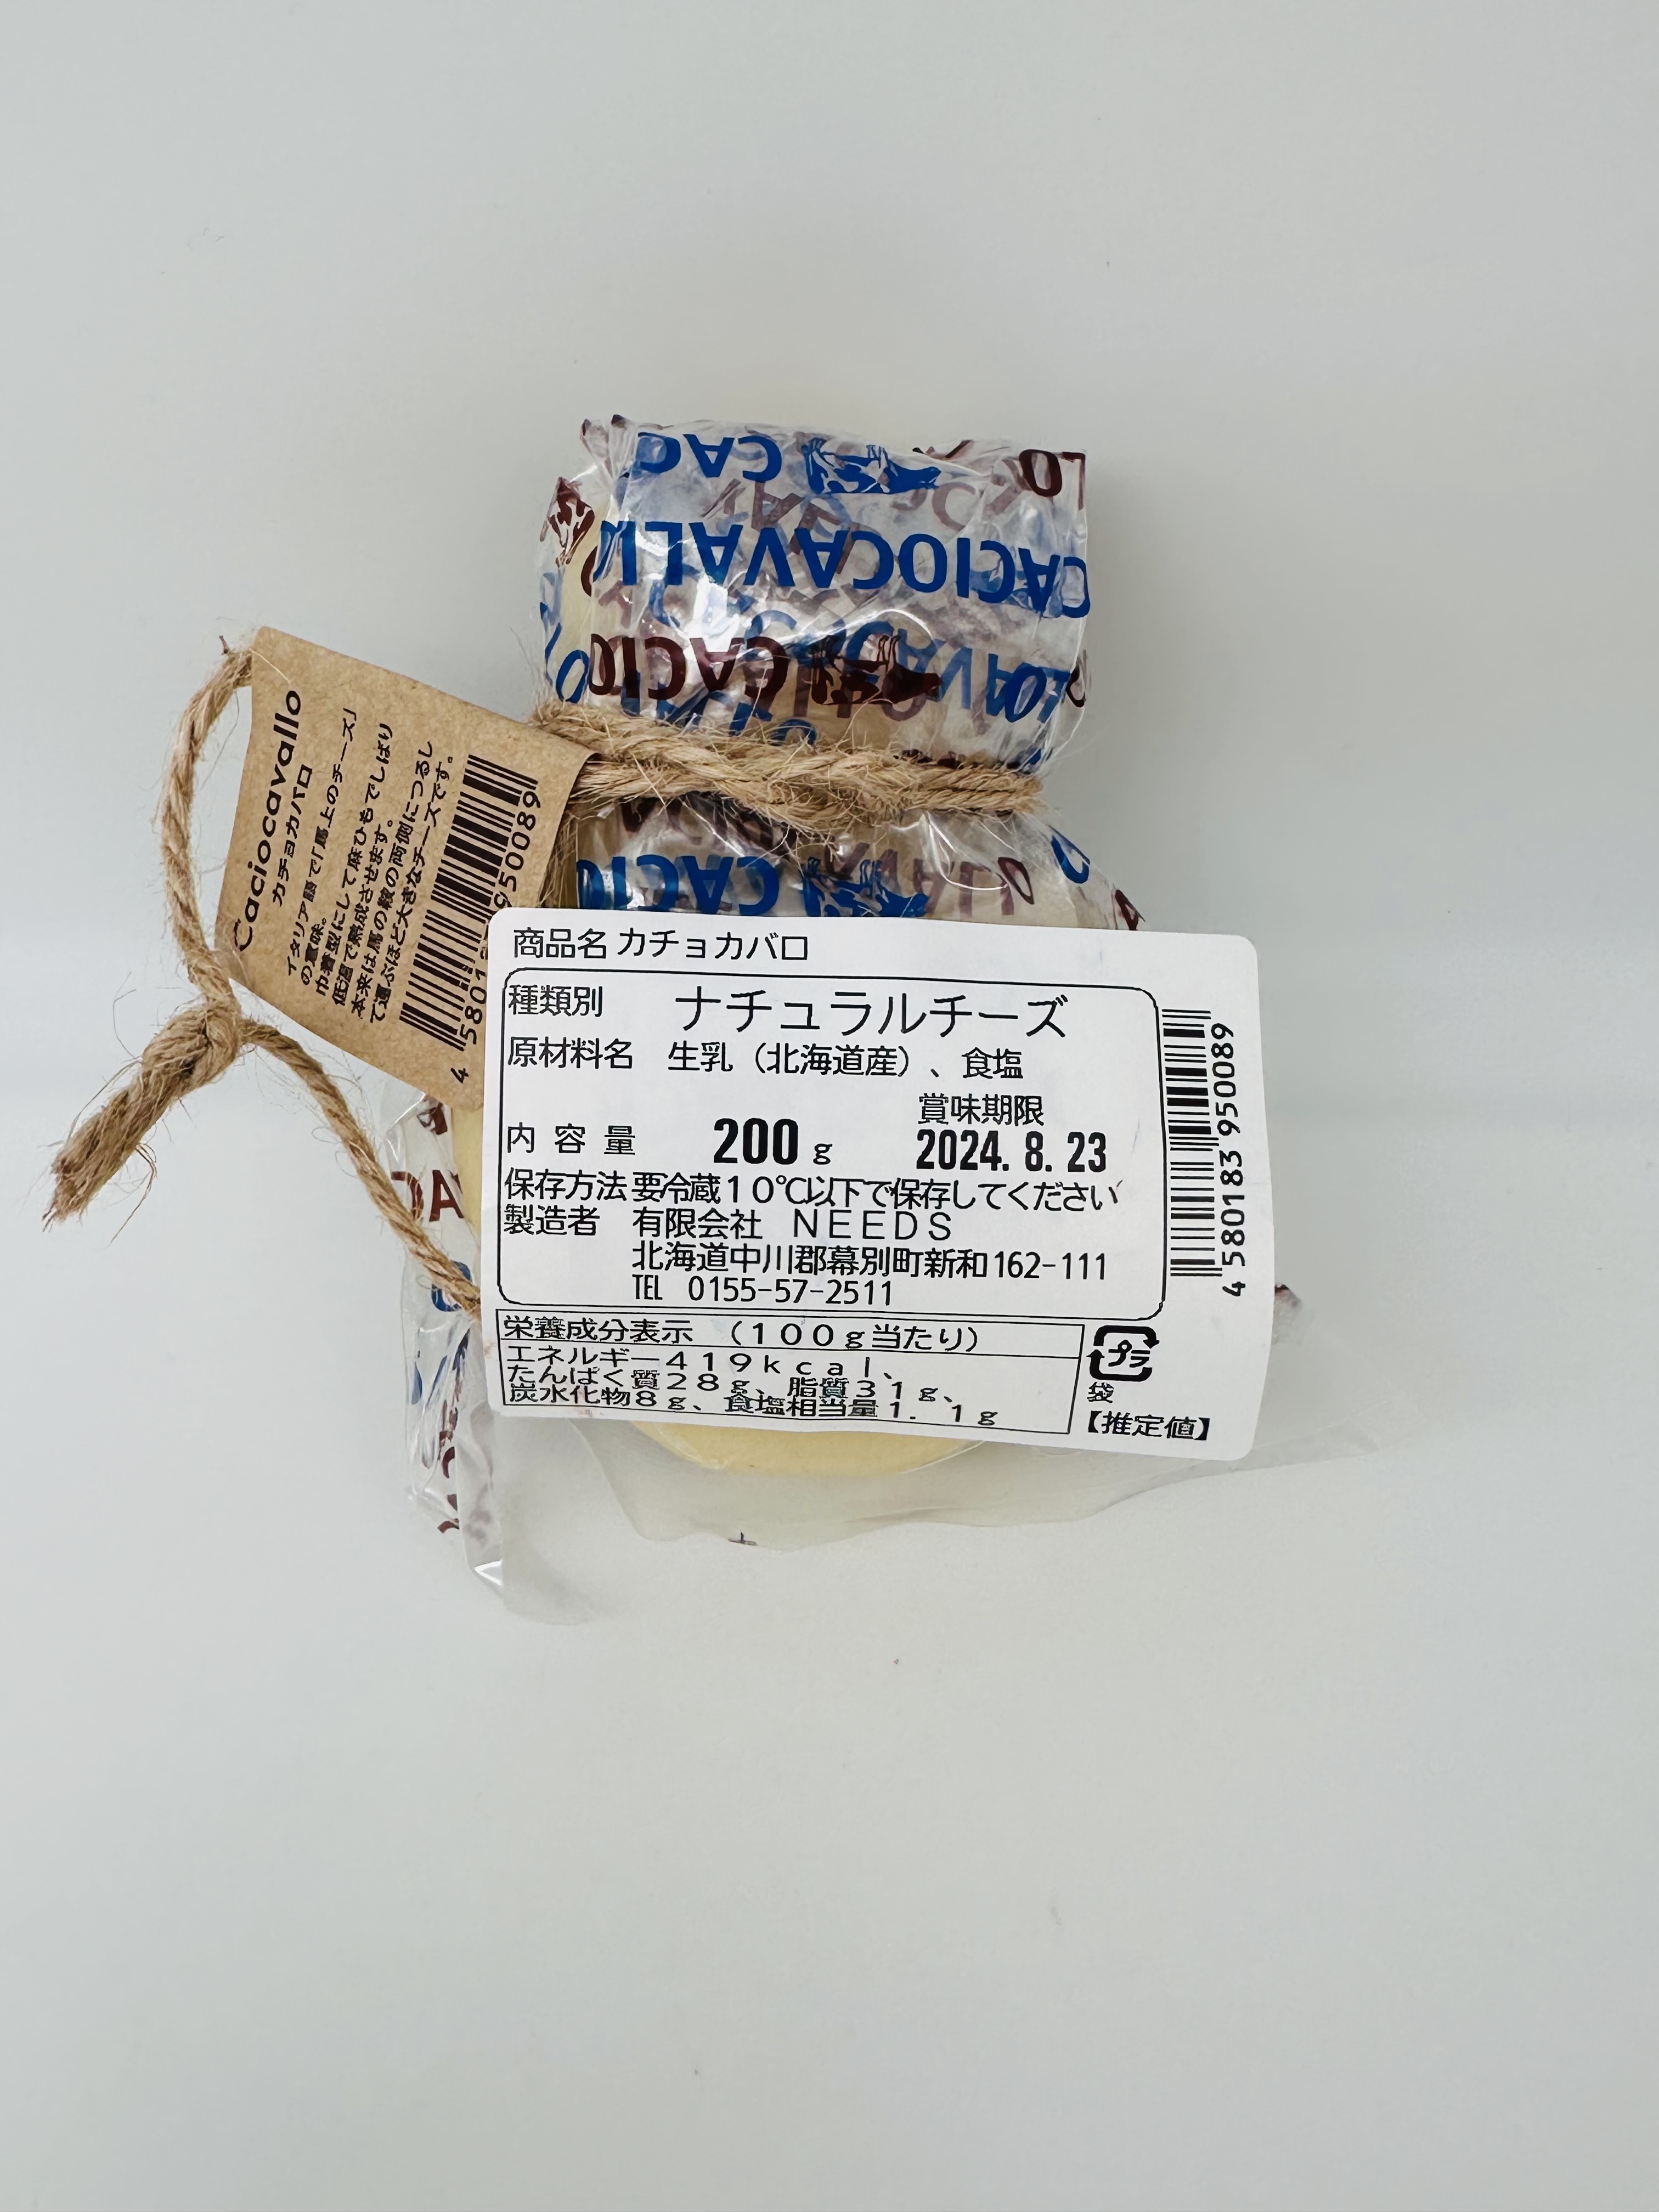 CAC
CACIOCAVALL
CACIO
CACIO
Caciocavallo
カチョカバロ
イタリア語で「馬上のチーズ」
の意味。
巾着型にして麻ひもでしばり
低温で熟成させます。
本来は馬の鞍の両側につるし
て運ぶほど大きなチーズです。
商品名 カチョカバロ
種類別 ナチュラルチーズ
原材料名 生乳（北海道産）、食塩
賞味期限
内容量 200g 2024. 8. 23
保存方法 要冷蔵10℃以下で保存してください
製造者 有限会社 NEEDS
北海道中川郡幕別町新和162-111
TEL 0155-57-2511
4 580183 950089
栄養成分表示 （100g当たり）
エネルギー419kcal、
たんぱく質28g、脂質31g、
炭水化物8g、食塩相当量1.1g
プラ
袋
【推定値】